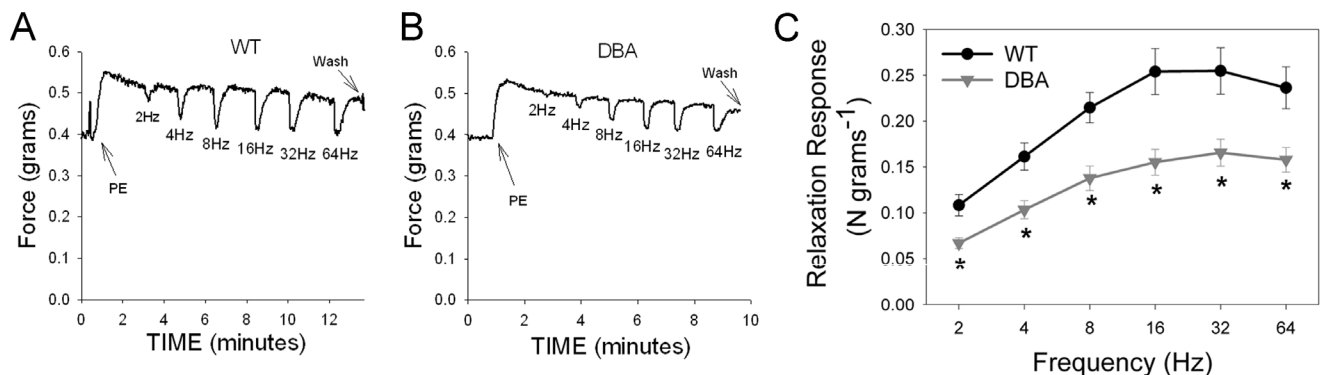 A
WT
Force (grams)
0.6
0.5
0.4
0.3
0.2
0.1
0.0
PE
2Hz
4Hz
8Hz
16Hz
32Hz
64Hz
Wash
0 2 4 6 8 10 12
TIME (minutes)
B
DBA
Force (grams)
0.6
0.5
0.4
0.3
0.2
0.1
0.0
PE
2Hz
4Hz
8Hz
16Hz
32Hz
64Hz
Wash
0 2 4 6 8 10
TIME (minutes)
C
Relaxation Response
(N grams-1)
0.30
0.25
0.20
0.15
0.10
0.05
0.00
WT
DBA
* * * * * *
2 4 8 16 32 64
Frequency (Hz)